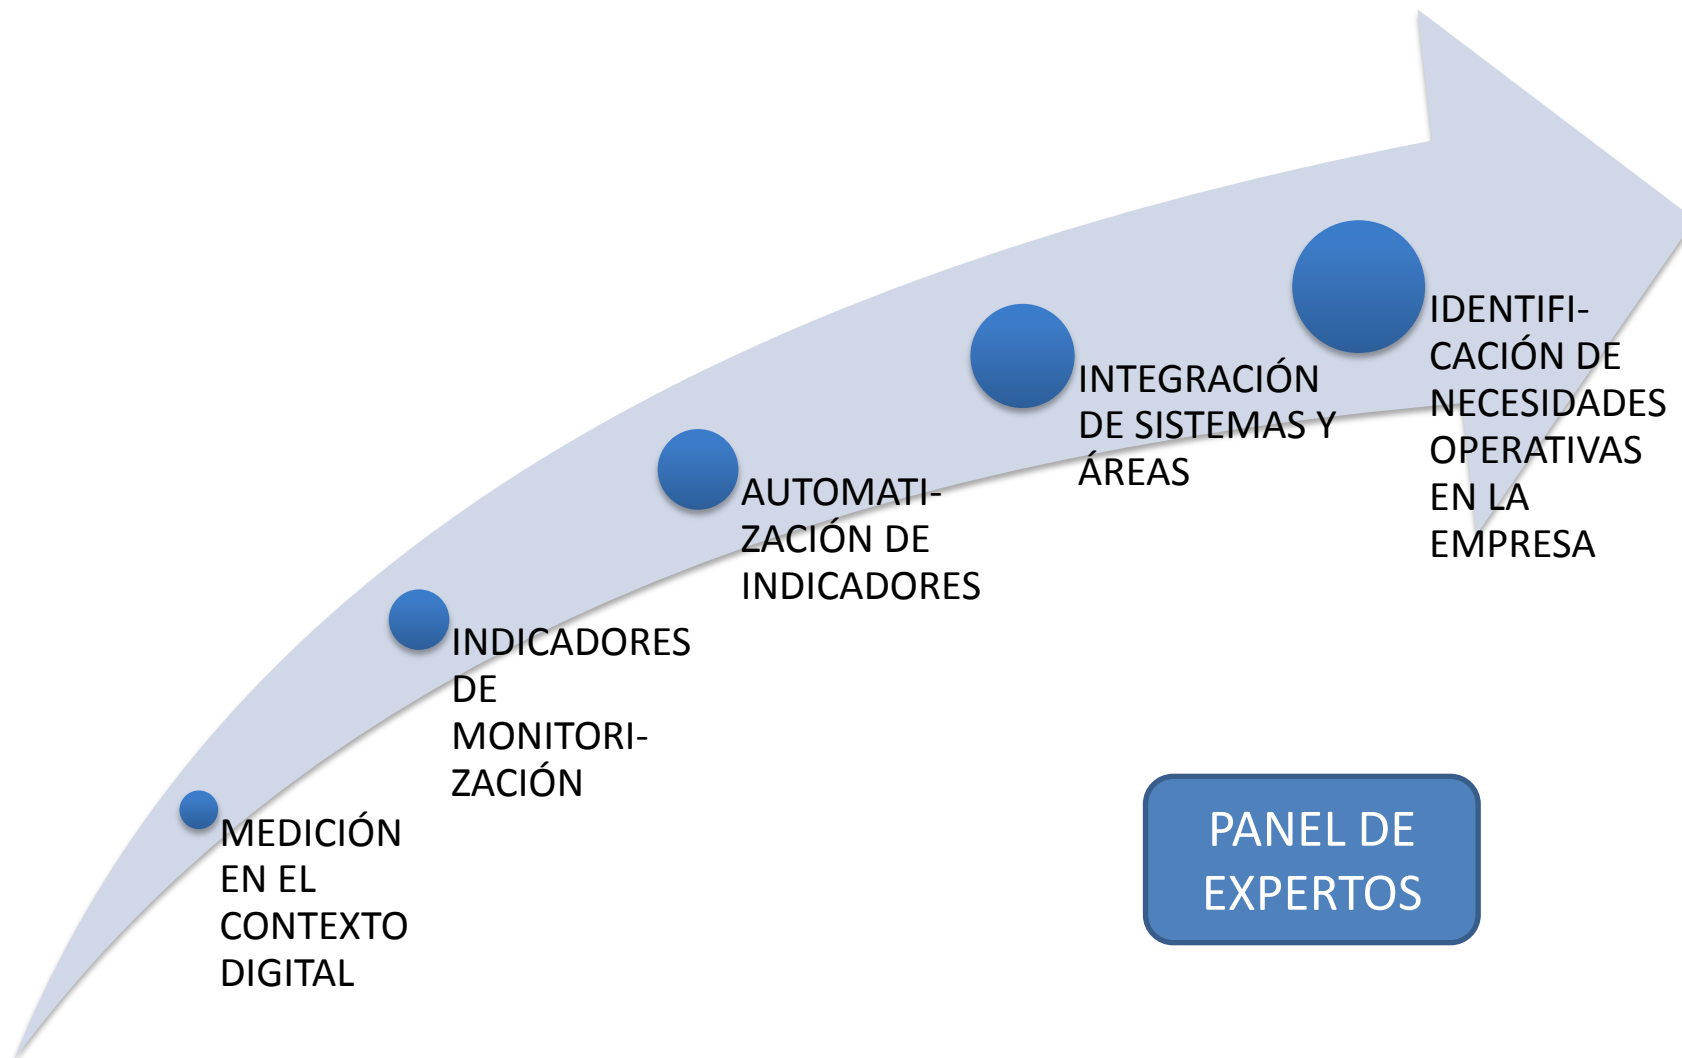 MEDICIÓN
EN EL
CONTEXTO
DIGITAL
INDICADORES
DE
MONITORI-
ZACIÓN
AUTOMATI-
ZACIÓN DE
INDICADORES
INTEGRACIÓN
DE SISTEMAS Y
ÁREAS
IDENTIFI-
CACIÓN DE
NECESIDADES
OPERATIVAS
EN LA
EMPRESA
PANEL DE
EXPERTOS